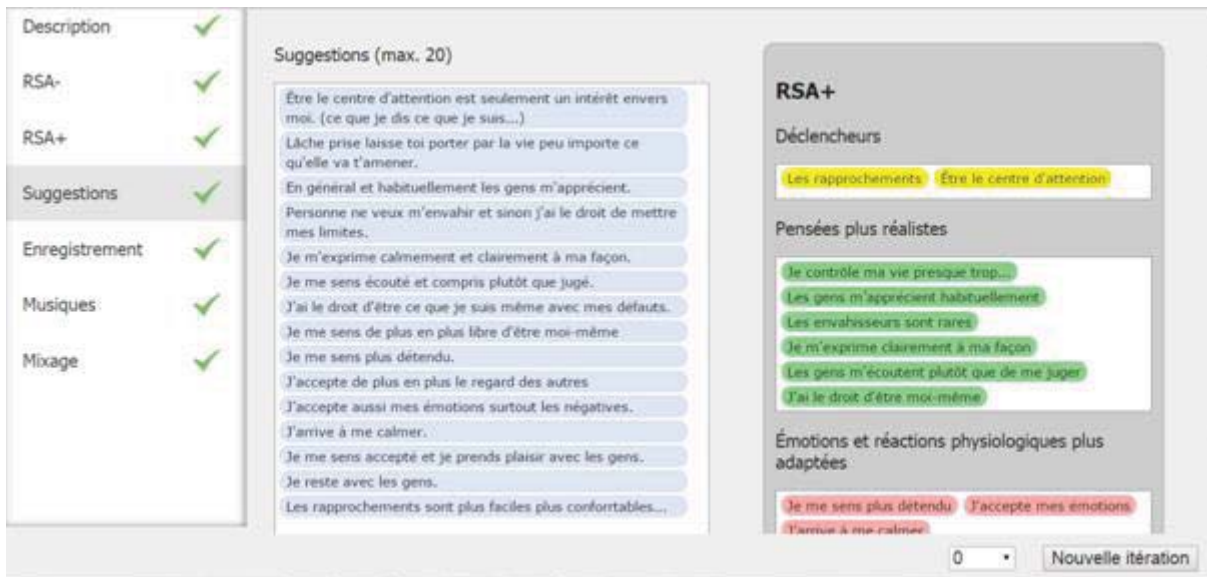 Description
RSA-
RSA+
Suggestions
Enregistrement
Musiques
Mixage
Suggestions (max. 20)
Être le centre d'attention est seulement un intérêt envers
moi. (ce que je dis ce que je suis...)
Lâche prise laisse toi porter par la vie peu importe ce
qu'elle va t'amener.
En général et habituellement les gens m'apprécient.
Personne ne veux m'envahir et sinon j'ai le droit de mettre
mes limites.
Je m'exprime calmement et clairement à ma façon.
Je me sens écouté et compris plutôt que jugé.
J'ai le droit d'être ce que je suis même avec mes défauts.
Je me sens de plus en plus libre d'être moi-même
Je me sens plus détendu.
J'accepte de plus en plus le regard des autres
J'accepte aussi mes émotions surtout les négatives.
J'arrive à me calmer.
Je me sens accepté et je prends plaisir avec les gens.
Je reste avec les gens.
Les rapprochements sont plus faciles plus conforrtables...
RSA+
Déclencheurs
Les rapprochements Être le centre d'attention
Pensées plus réalistes
Je contrôle ma vie presque trop...
Les gens m'apprécient habituellement
Les envahisseurs sont rares
Je m'exprime clairement à ma façon
Les gens m'écoutent plutôt que de me juger
J'ai le droit d'être moi-même
Émotions et réactions physiologiques plus
adaptées
Je me sens plus détendu J'accepte mes émotions
J'arrive à me calmer
0 Nouvelle itération